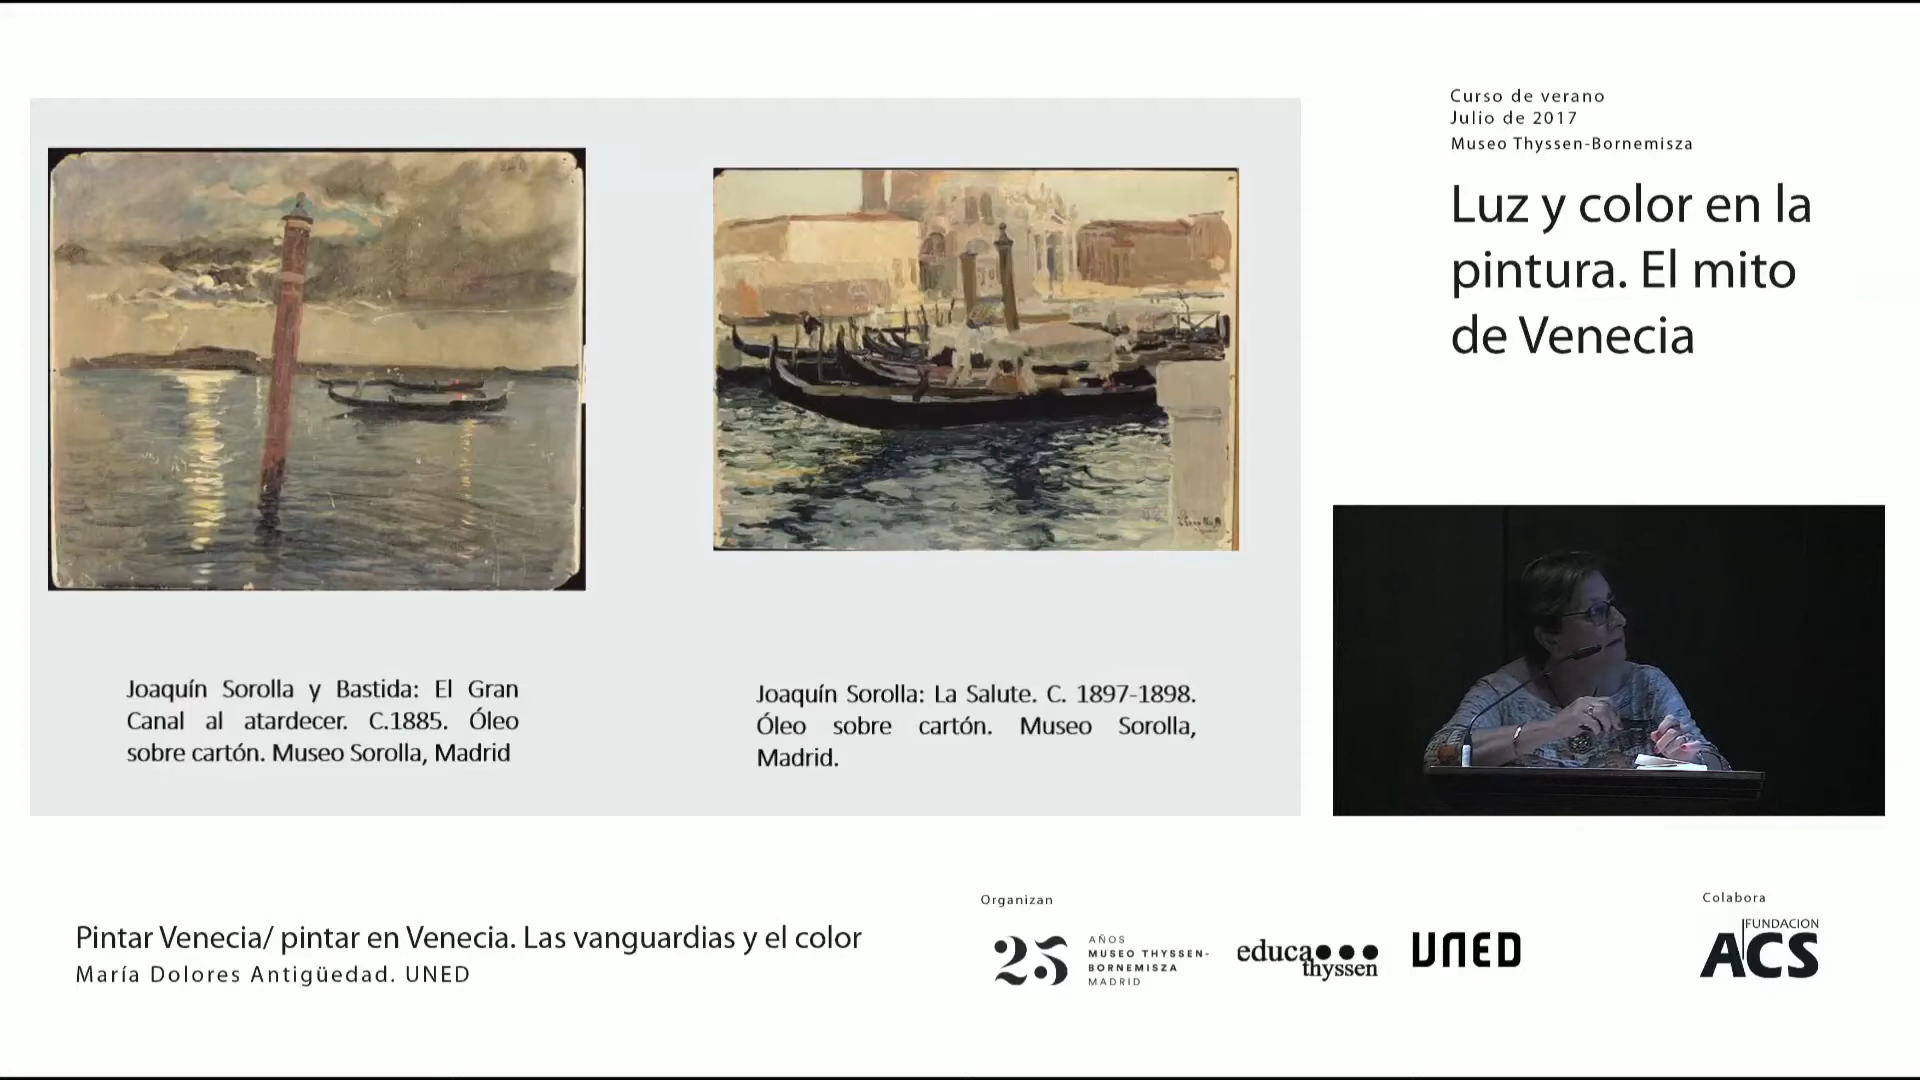 Curso de verano
Julio de 2017
Museo Thyssen-Bornemisza
Luz y color en la
pintura. El mito
de Venecia
Joaquín Sorolla y Bastida: El Gran
Canal al atardecer. C.1885. Óleo
sobre cartón. Museo Sorolla, Madrid
Joaquín Sorolla: La Salute. C. 1897-1898.
Óleo sobre cartón. Museo Sorolla,
Madrid.
Pintar Venecia/ pintar en Venecia. Las vanguardias y el color
María Dolores Antigüedad. UNED
Organizan
25 AÑOS
MUSEO THYSSEN-
BORNEMISZA
MADRID
educa
thyssen
UNED
Colabora
FUNDACION
ACS